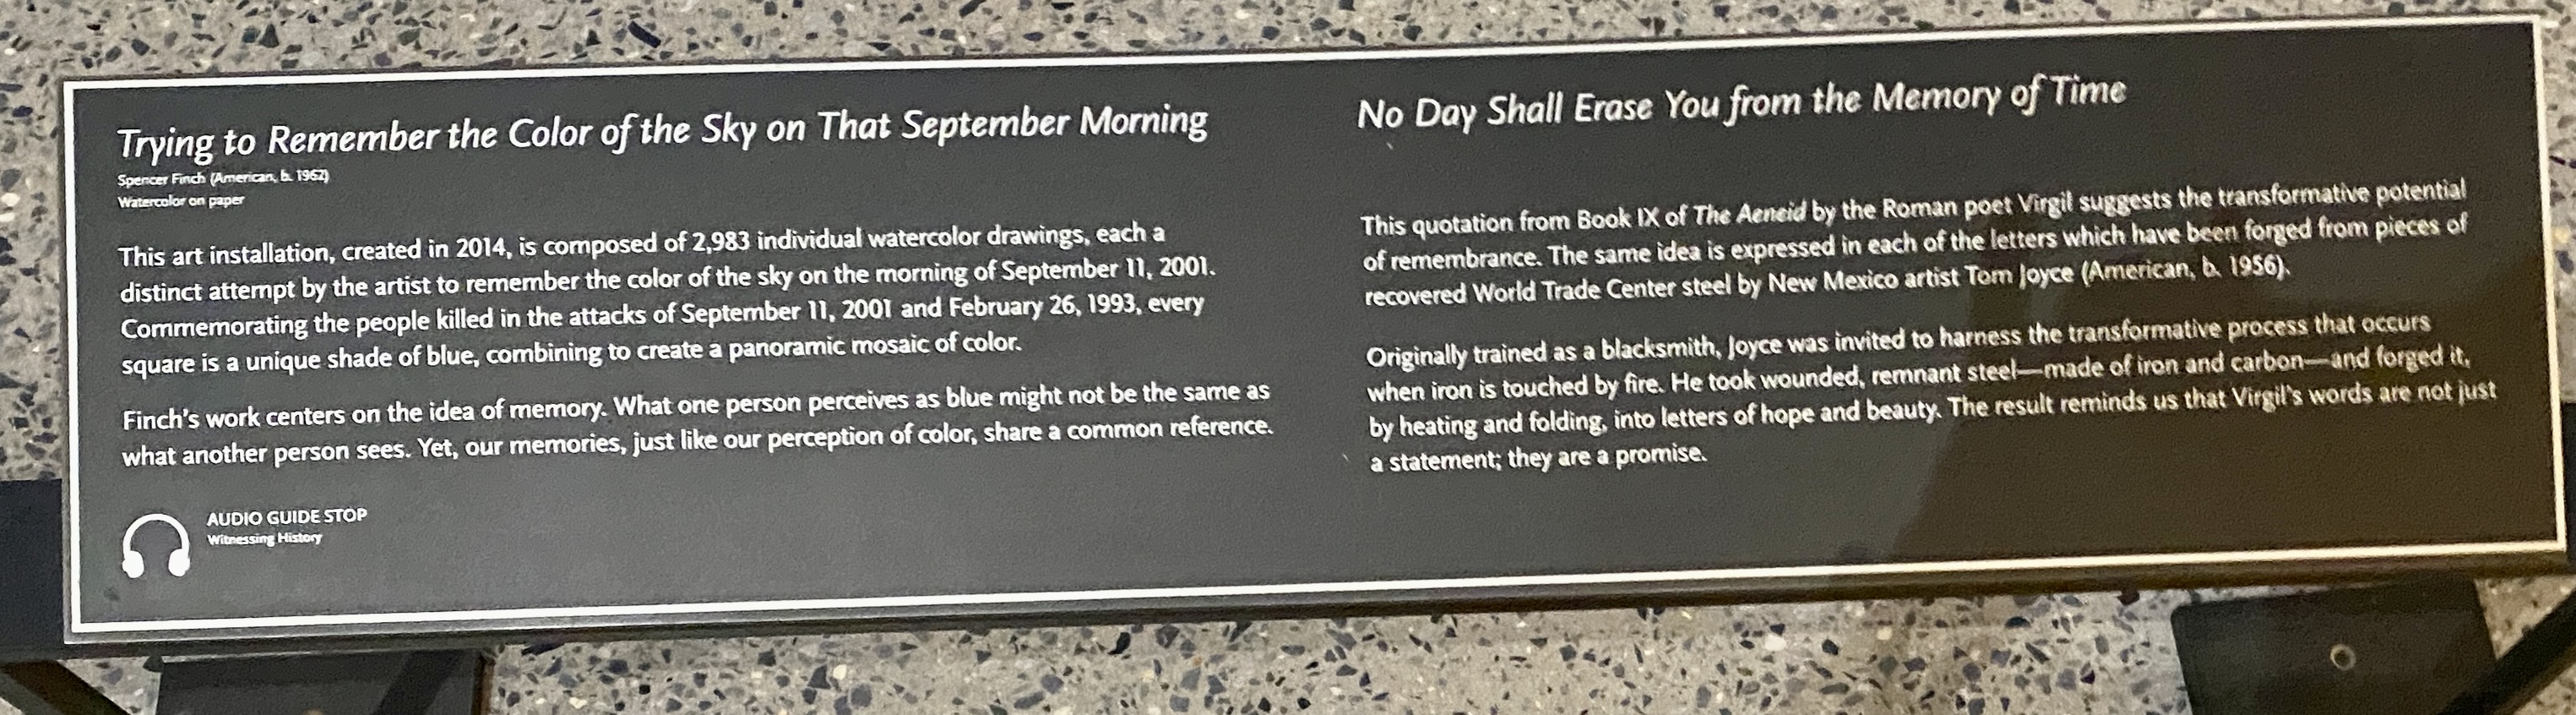 Trying to Remember the Color of the Sky on That September Morning
Spencer Finch (American, b. 1962)
Watercolor on paper
This art installation, created in 2014, is composed of 2,983 individual watercolor drawings, each a
distinct attempt by the artist to remember the color of the sky on the morning of September 11, 2001.
Commemorating the people killed in the attacks of September 11, 2001 and February 26, 1993, every
square is a unique shade of blue, combining to create a panoramic mosaic of color.
Finch's work centers on the idea of memory. What one person perceives as blue might not be the same as
what another person sees. Yet, our memories, just like our perception of color, share a common reference.
AUDIO GUIDE STOP
Witnessing History
No Day Shall Erase You from the Memory of Time
This quotation from Book IX of The Aeneid by the Roman poet Virgil suggests the transformative potential
of remembrance. The same idea is expressed in each of the letters which have been forged from pieces of
recovered World Trade Center steel by New Mexico artist Tom Joyce (American, b. 1956).
Originally trained as a blacksmith, Joyce was invited to harness the transformative process that occurs
when iron is touched by fire. He took wounded, remnant steel—made of iron and carbon—and forged it,
by heating and folding, into letters of hope and beauty. The result reminds us that Virgil's words are not just
a statement; they are a promise.